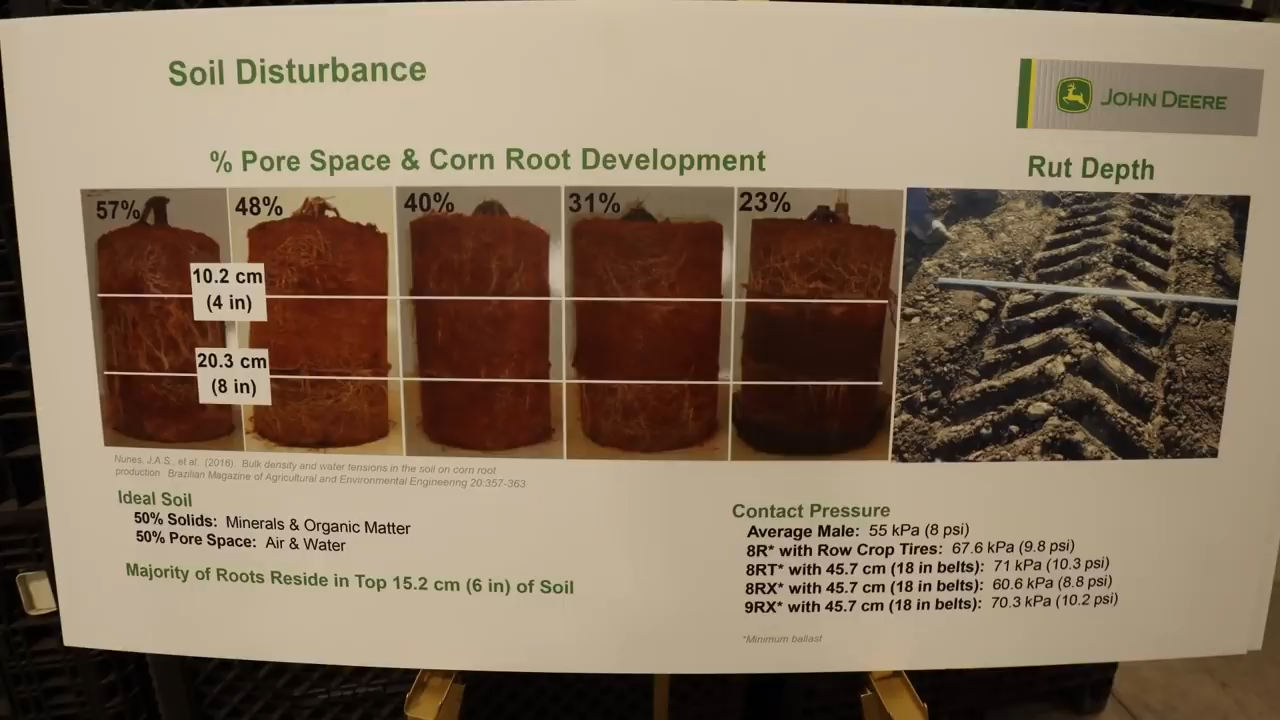 Soil Disturbance
JOHN DEERE
% Pore Space & Corn Root Development
Rut Depth
57%
48%
40%
31%
23%
10.2 cm
(4 in)
20.3 cm
(8 in)
Nunes, J.A.S., et al. (2016). Bulk density and water tensions in the soil on corn root
production. Brazilian Magazine of Agricultural and Environmental Engineering 20:357-363.
Ideal Soil
50% Solids: Minerals & Organic Matter
50% Pore Space: Air & Water
Majority of Roots Reside in Top 15.2 cm (6 in) of Soil
Contact Pressure
Average Male: 55 kPa (8 psi)
8R* with Row Crop Tires: 67.6 kPa (9.8 psi)
8RT* with 45.7 cm (18 in belts): 71 kPa (10.3 psi)
8RX* with 45.7 cm (18 in belts): 60.6 kPa (8.8 psi)
9RX* with 45.7 cm (18 in belts): 70.3 kPa (10.2 psi)
*Minimum ballast